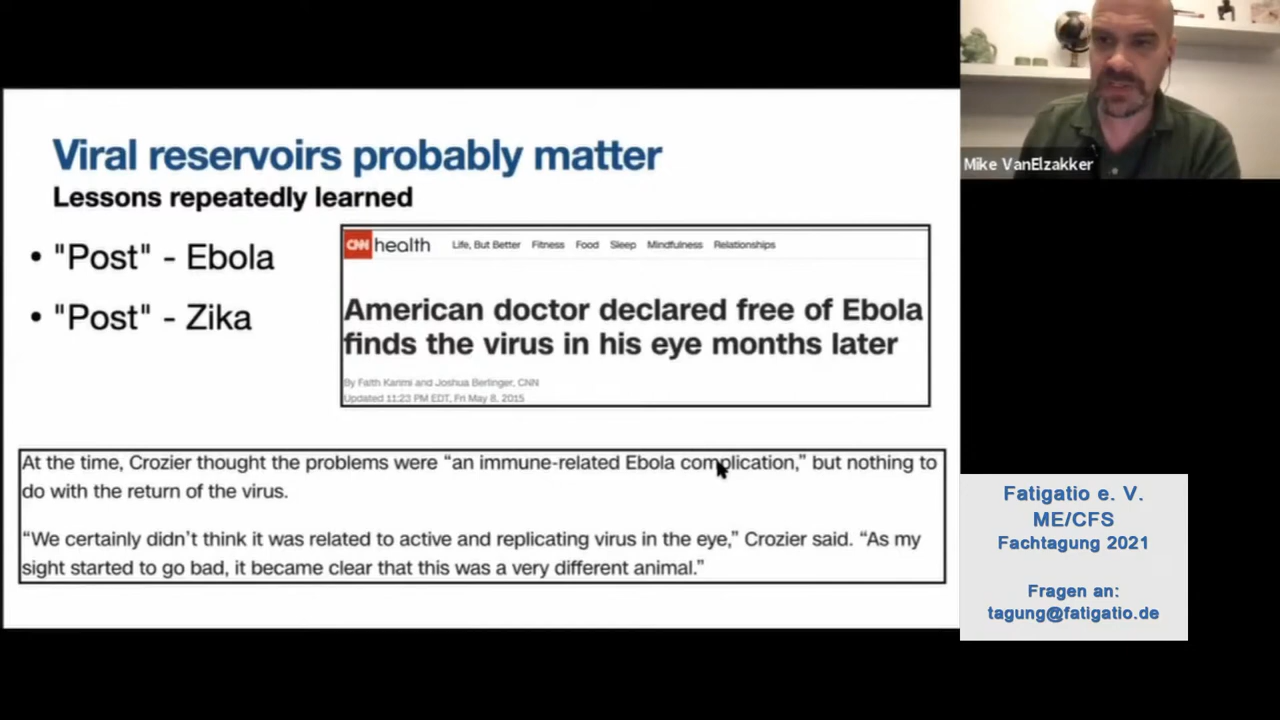 Viral reservoirs probably matter
Lessons repeatedly learned
• "Post" - Ebola
• "Post" - Zika
CNN health Life, But Better Fitness Food Sleep Mindfulness Relationships
American doctor declared free of Ebola
finds the virus in his eye months later
By Faith Karimi and Joshua Berlinger, CNN
Updated 11:23 PM EDT, Fri May 8, 2015
At the time, Crozier thought the problems were “an immune-related Ebola complication,” but nothing to
do with the return of the virus.
“We certainly didn’t think it was related to active and replicating virus in the eye,” Crozier said. “As my
sight started to go bad, it became clear that this was a very different animal.”
Mike VanElzakker
Fatigatio e. V.
ME/CFS
Fachtagung 2021
Fragen an:
tagung@fatigatio.de